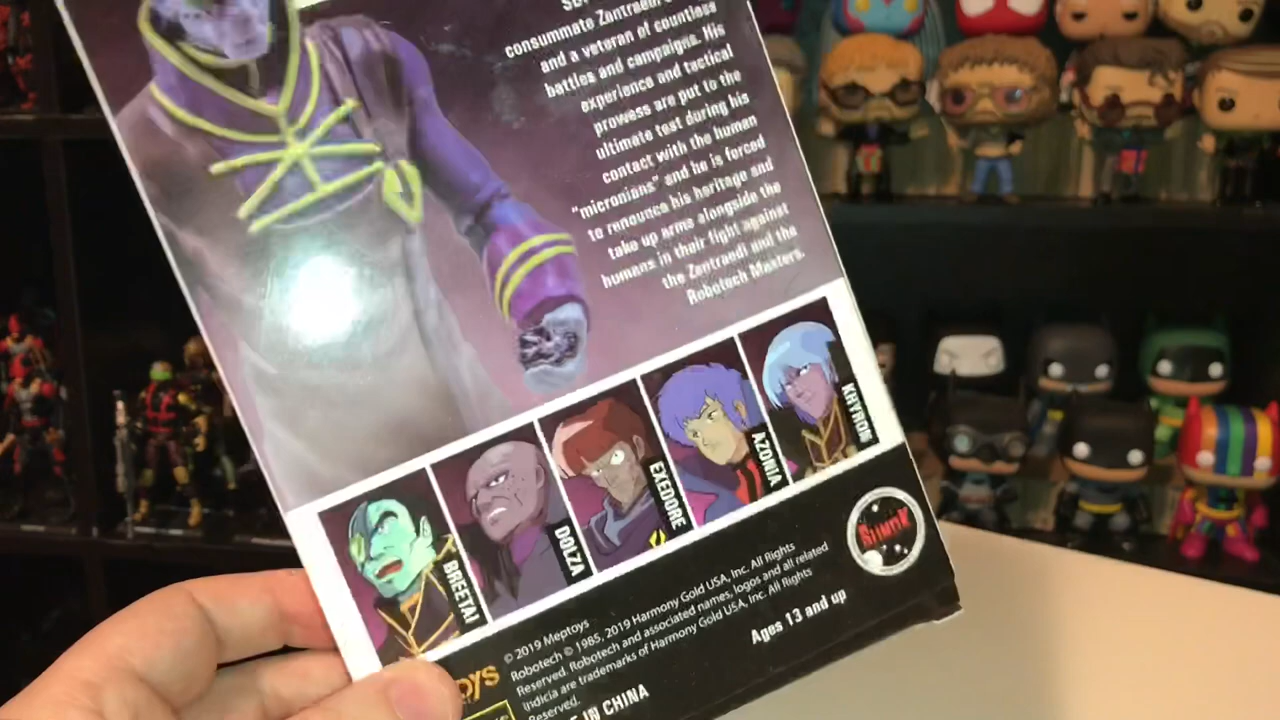 consummate Zentraedi
and a veteran of countless
battles and campaigns. His
experience and tactical
prowess are put to the
ultimate test during his
contact with the human
"micronians" and he is forced
to renounce his heritage and
take up arms alongside the
humans in their fight against
the Zentraedi and the
Robotech Masters.
BREETAI
DOLZA
EXEDORE
AZONIA
KHYRON
© 2019 Meptoys
Robotech © 1985, 2019 Harmony Gold USA, Inc. All Rights
Reserved. Robotech and associated names, logos and all related
Indicia are trademarks of Harmony Gold USA, Inc. All Rights
Reserved.
Ages 13 and up
IN CHINA